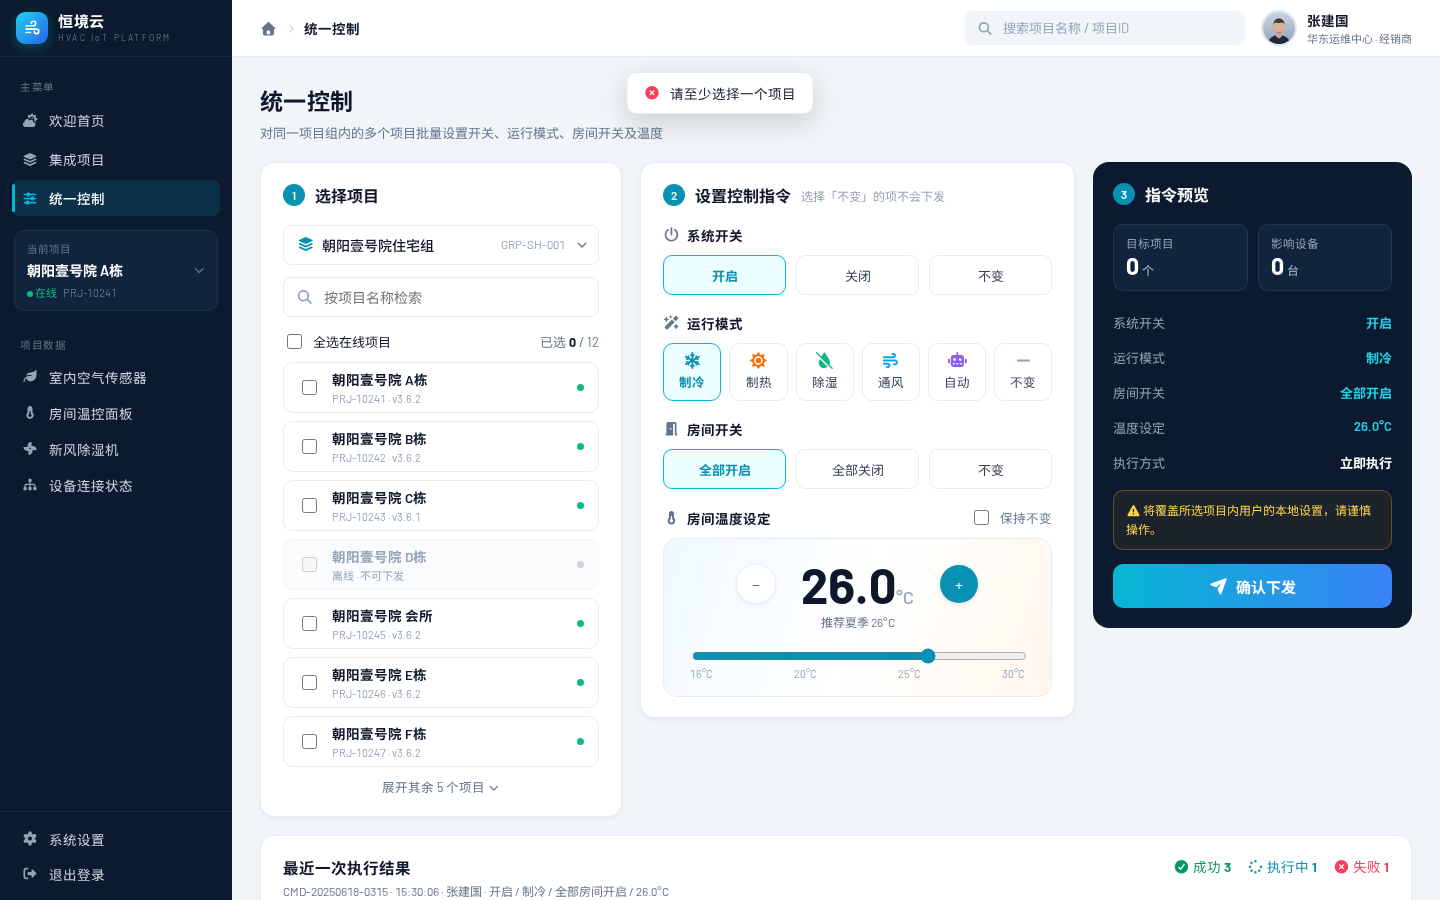 恒境云
HVAC IoT PLATFORM
主菜单
欢迎首页
集成项目
统一控制
当前项目
朝阳壹号院 A栋
在线 PRJ-10241
项目数据
室内空气传感器
房间温控面板
新风除湿机
设备连接状态
系统设置
退出登录
统一控制
搜索项目名称 / 项目ID
张建国
华东运维中心 · 经销商
请至少选择一个项目
统一控制
对同一项目组内的多个项目批量设置开关、运行模式、房间开关及温度
1 选择项目
朝阳壹号院住宅组 GRP-SH-001
按项目名称检索
全选在线项目 已选 0 / 12
朝阳壹号院 A栋
PRJ-10241 · v3.6.2
朝阳壹号院 B栋
PRJ-10242 · v3.6.2
朝阳壹号院 C栋
PRJ-10243 · v3.6.1
朝阳壹号院 D栋
离线 · 不可下发
朝阳壹号院 会所
PRJ-10245 · v3.6.2
朝阳壹号院 E栋
PRJ-10246 · v3.6.2
朝阳壹号院 F栋
PRJ-10247 · v3.6.2
展开其余 5 个项目
2 设置控制指令 选择「不变」的项不会下发
系统开关
开启 关闭 不变
运行模式
制冷 制热 除湿 通风 自动 不变
房间开关
全部开启 全部关闭 不变
房间温度设定 保持不变
− 26.0°C +
推荐夏季 26°C
16°C 20°C 25°C 30°C
3 指令预览
目标项目 影响设备
0 个 0 台
系统开关 开启
运行模式 制冷
房间开关 全部开启
温度设定 26.0°C
执行方式 立即执行
将覆盖所选项目内用户的本地设置，请谨慎
操作。
确认下发
最近一次执行结果
成功 3 执行中 1 失败 1
CMD-20250618-0315 · 15:30:06 · 张建国 · 开启 / 制冷 / 全部房间开启 / 26.0°C